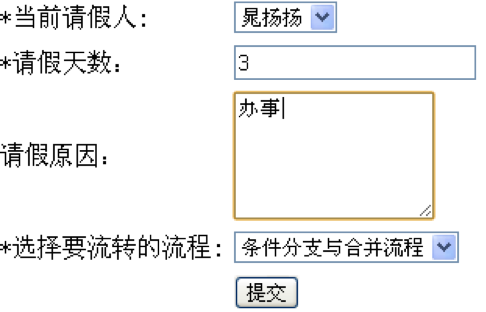 *当前请假人: 晁扬扬
*请假天数: 3
请假原因: 办事
*选择要流转的流程: 条件分支与合并流程
提交